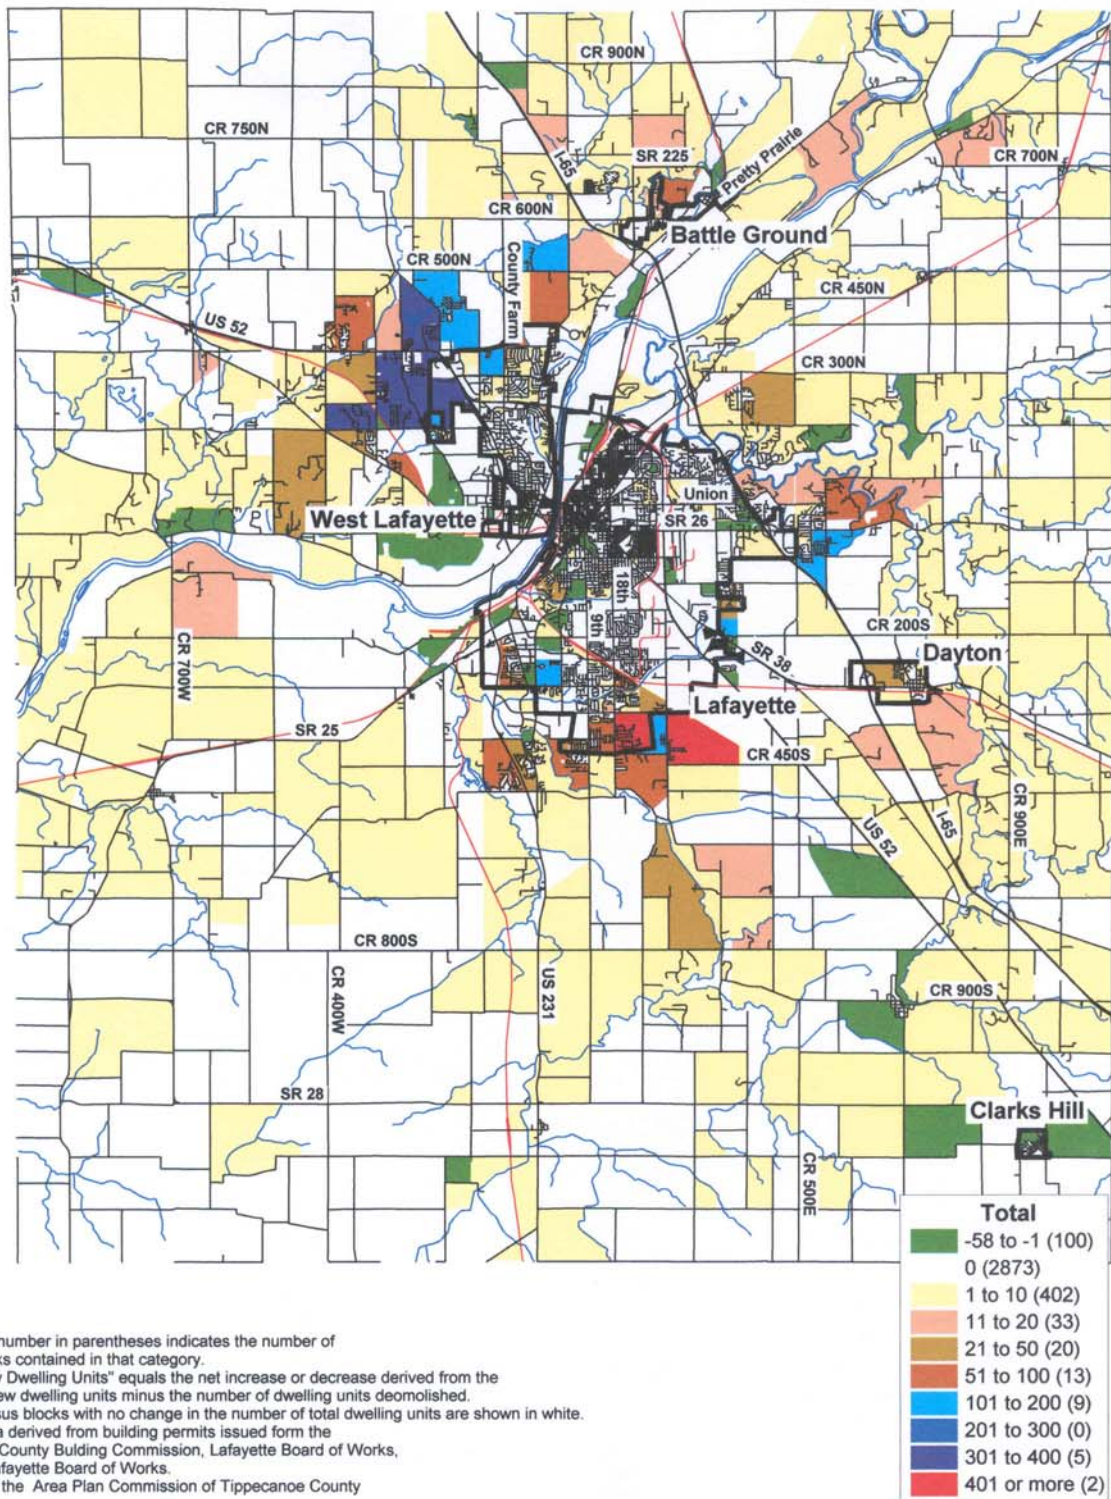 CR 900N
CR 750N
I-65
SR 225
Pretty Prairie
CR 700N
CR 600N
Battle Ground
CR 500N
County Farm
CR 450N
US 52
CR 300N
Union
West Lafayette
SR 26
18th
9th
CR 200S
CR 700W
SR 38
Dayton
Lafayette
SR 25
CR 450S
CR 900E
US 52
I-65
CR 800S
CR 400W
US 231
CR 900S
SR 28
Clarks Hill
CR 500E
Total
-58 to -1 (100)
0 (2873)
1 to 10 (402)
11 to 20 (33)
21 to 50 (20)
51 to 100 (13)
101 to 200 (9)
201 to 300 (0)
301 to 400 (5)
401 or more (2)
number in parentheses indicates the number of
contained in that category.
Dwelling Units" equals the net increase or decrease derived from the
dwelling units minus the number of dwelling units deomolished.
blocks with no change in the number of total dwelling units are shown in white.
derived from building permits issued form the
County Bulding Commission, Lafayette Board of Works,
Board of Works.
the Area Plan Commission of Tippecanoe County